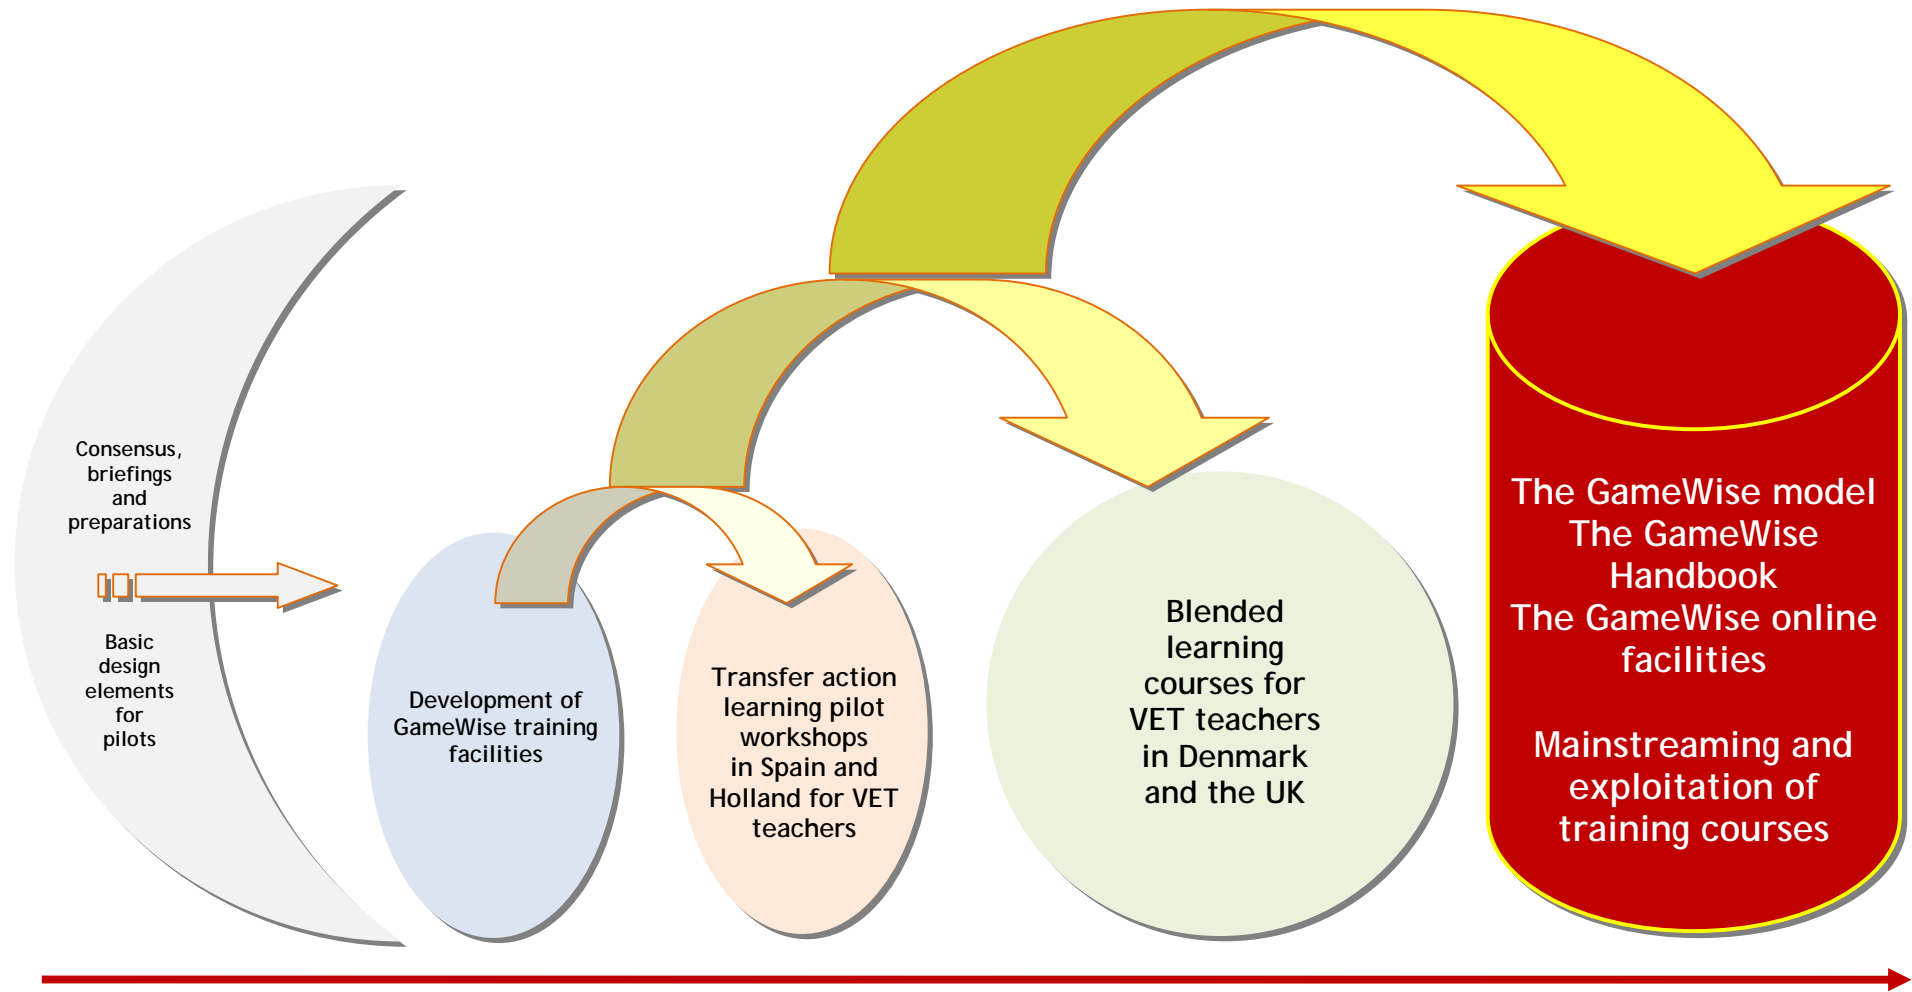 Consensus,
briefings
and
preparations
Basic
design
elements
for
pilots
Development of
GameWise training
facilities
Transfer action
learning pilot
workshops
in Spain and
Holland for VET
teachers
Blended
learning
courses for
VET teachers
in Denmark
and the UK
The GameWise model
The GameWise
Handbook
The GameWise online
facilities
Mainstreaming and
exploitation of
training courses